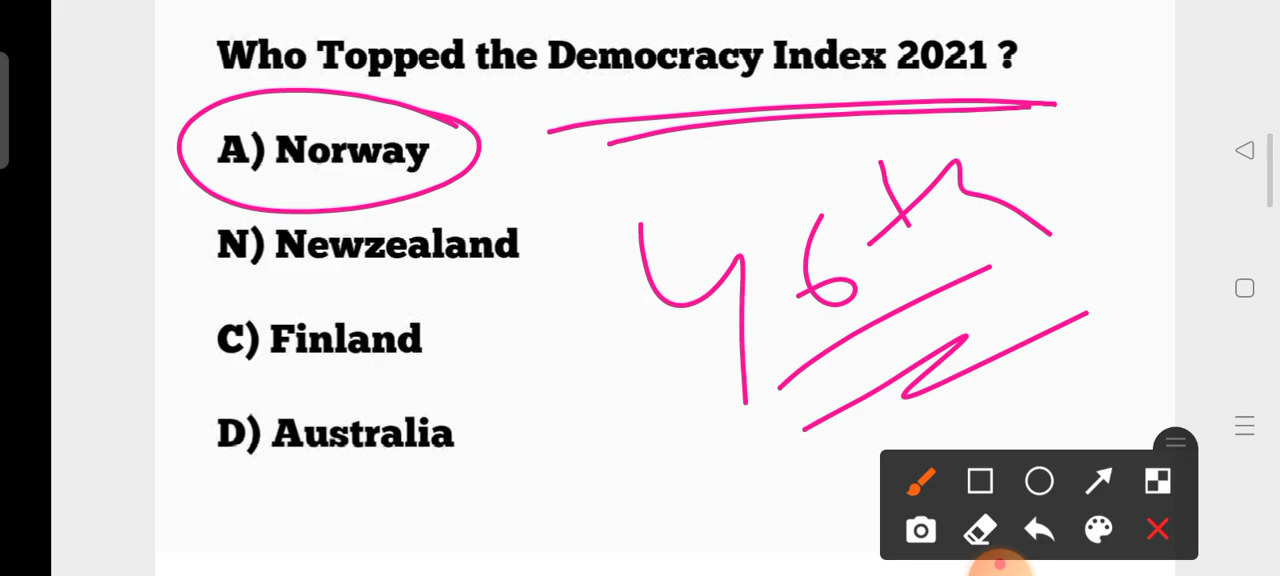 Who Topped the Democracy Index 2021 ?
A) Norway
N) Newzealand
C) Finland
D) Australia
46th